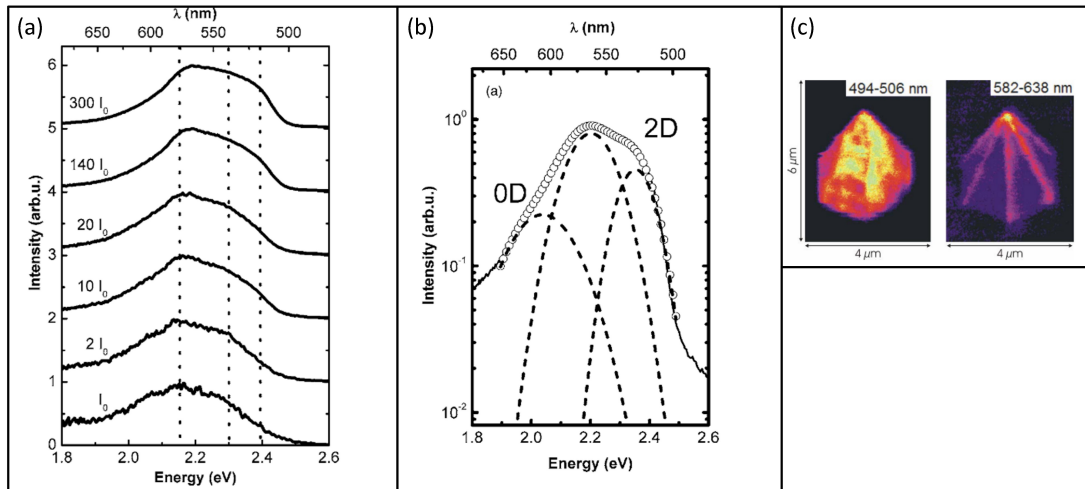 (a)
λ (nm)
650 600 550 500
6
5
4
3
2
1
0
300 I0
140 I0
20 I0
10 I0
2 I0
I0
Intensity (arb.u.)
1.8 2.0 2.2 2.4 2.6
Energy (eV)
(b)
λ (nm)
650 600 550 500
(a)
2D
0D
10^0
10^-1
10^-2
Intensity (arb.u.)
1.8 2.0 2.2 2.4 2.6
Energy (eV)
(c)
494-506 nm
582-638 nm
6 μm
4 μm
4 μm